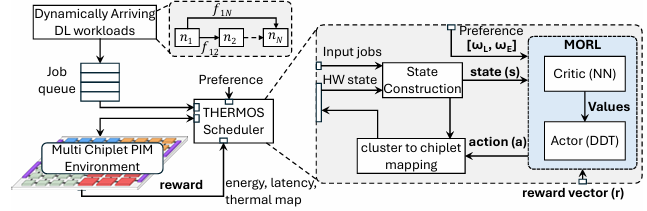 Dynamically Arriving
DL workloads
f1N
n1
n2
nN
f12
Job
queue
Preference
THERMOS
Scheduler
Multi Chiplet PIM
Environment
reward
energy, latency,
thermal map
Input jobs
HW state
State
Construction
Preference
[ωL, ωE]
state (s)
cluster to chiplet
mapping
action (a)
MORL
Critic (NN)
Values
Actor (DDT)
reward vector (r)